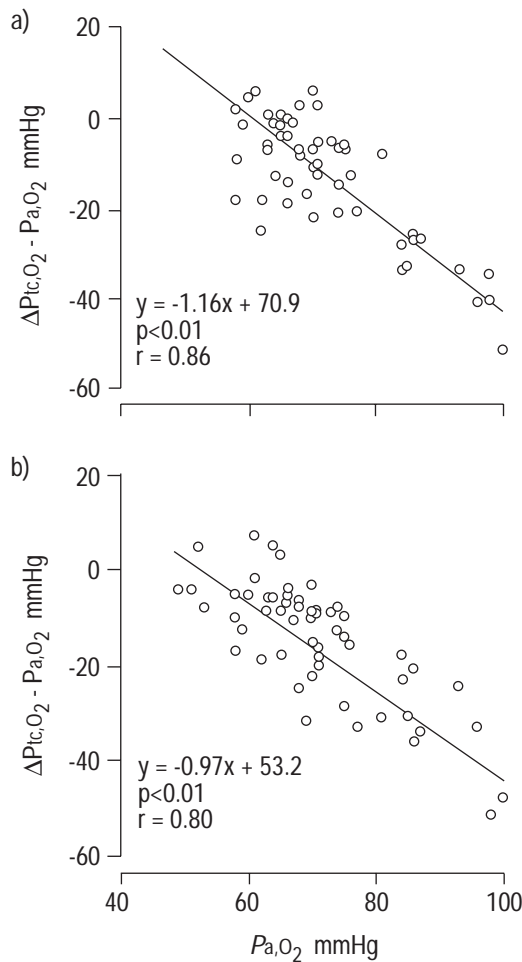 a)
20
0
-20
-40
-60
ΔPtc,O2 - Pa,O2 mmHg
y = -1.16x + 70.9
p<0.01
r = 0.86
b)
20
0
-20
-40
-60
ΔPtc,O2 - Pa,O2 mmHg
y = -0.97x + 53.2
p<0.01
r = 0.80
40 60 80 100
Pa,O2 mmHg